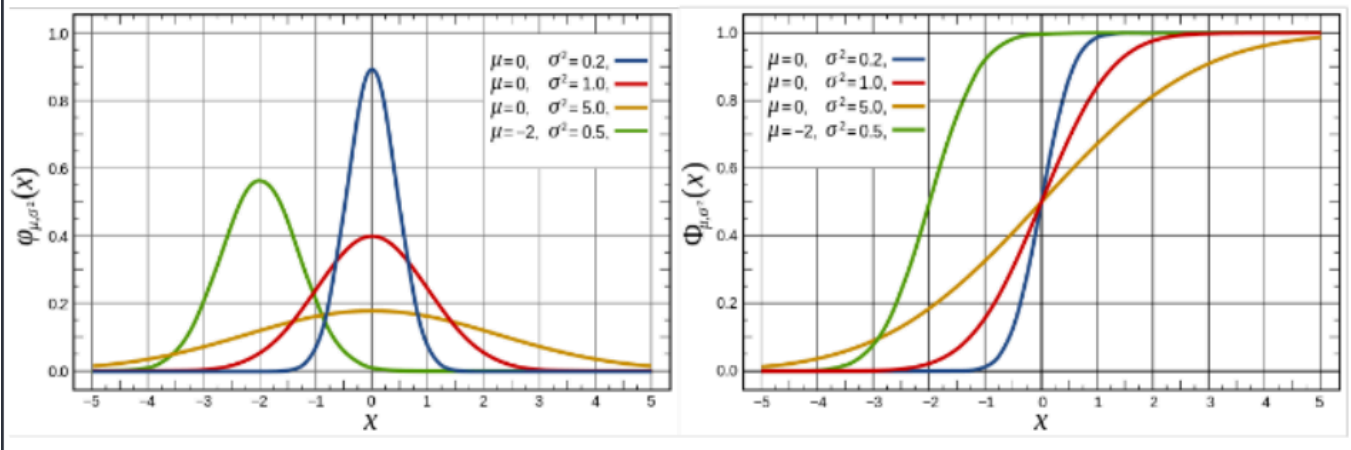 1.0
0.8
0.6
0.4
0.2
0.0
φμ,σ²(x)
μ=0, σ²=0.2,
μ=0, σ²=1.0,
μ=0, σ²=5.0,
μ=−2, σ²=0.5,
−5 −4 −3 −2 −1 0 1 2 3 4 5
x
1.0
0.8
0.6
0.4
0.2
0.0
Φμ,σ²(x)
μ=0, σ²=0.2,
μ=0, σ²=1.0,
μ=0, σ²=5.0,
μ=−2, σ²=0.5,
−5 −4 −3 −2 −1 0 1 2 3 4 5
x